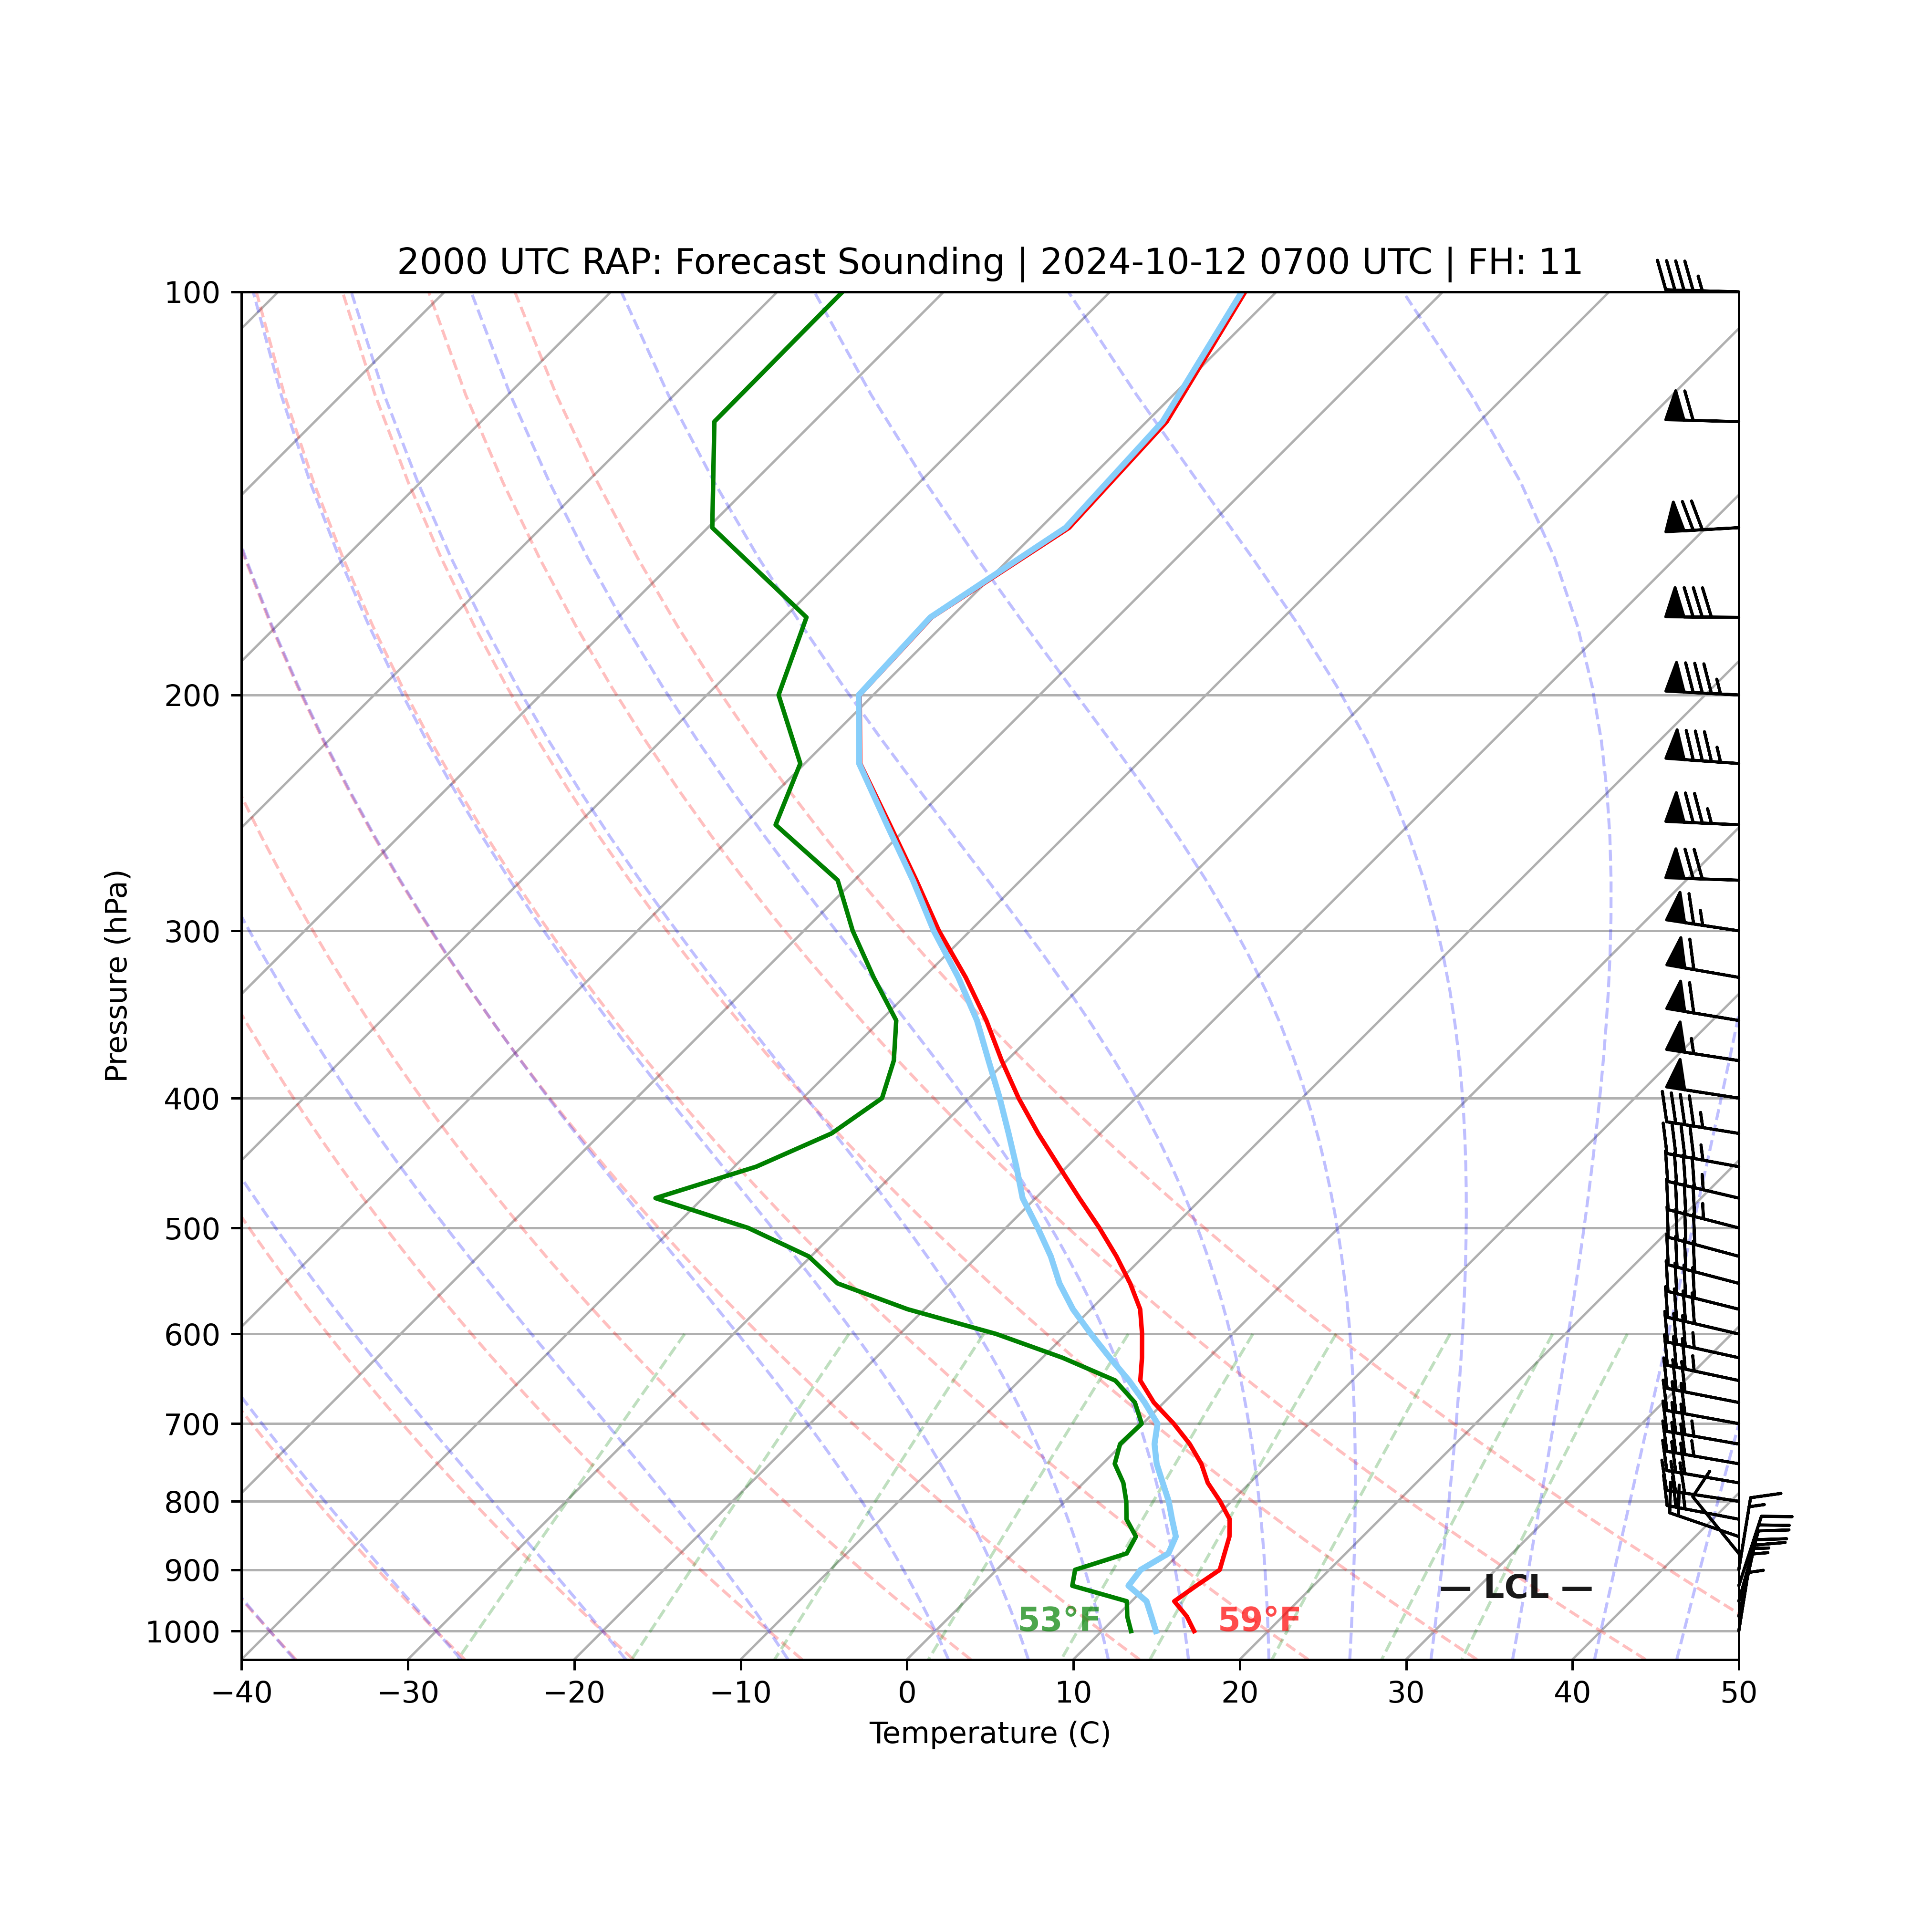 2000 UTC RAP: Forecast Sounding | 2024-10-12 0700 UTC | FH: 11
100
200
300
400
500
600
700
800
900
1000
Pressure (hPa)
— LCL —
53°F 59°F
−40 −30 −20 −10 0 10 20 30 40 50
Temperature (C)